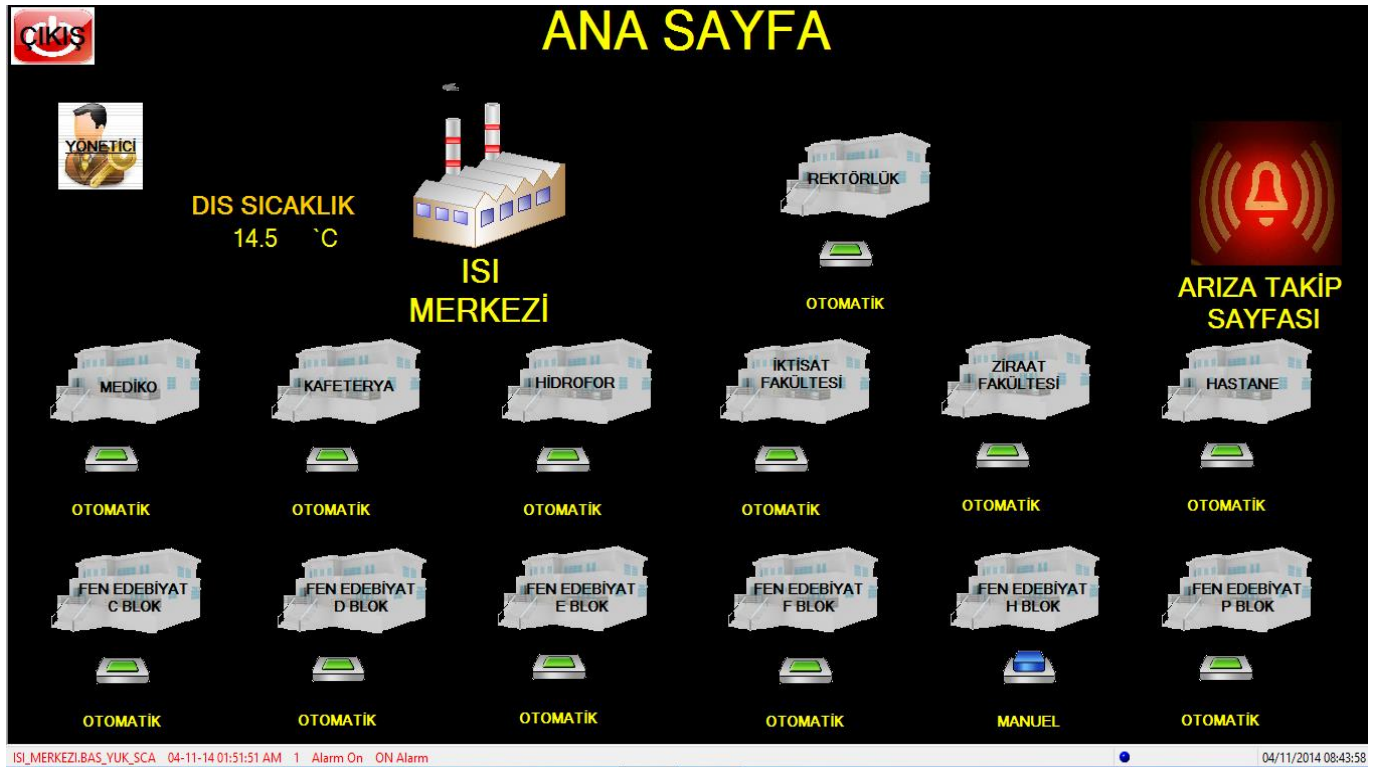 ÇIKIŞ
ANA SAYFA
YÖNETİCİ
DIS SICAKLIK
14.5 `C
ISI
MERKEZİ
REKTÖRLÜK
OTOMATİK
ARIZA TAKİP
SAYFASI
MEDİKO
KAFETERYA
HİDROFOR
İKTİSAT
FAKÜLTESİ
ZİRAAT
FAKÜLTESİ
HASTANE
OTOMATİK
OTOMATİK
OTOMATİK
OTOMATİK
OTOMATİK
OTOMATİK
FEN EDEBİYAT
C BLOK
FEN EDEBİYAT
D BLOK
FEN EDEBİYAT
E BLOK
FEN EDEBİYAT
F BLOK
FEN EDEBİYAT
H BLOK
FEN EDEBİYAT
P BLOK
OTOMATİK
OTOMATİK
OTOMATİK
OTOMATİK
MANUEL
OTOMATİK
ISI_MERKEZI.BAS_YUK_SCA 04-11-14 01:51:51 AM 1 Alarm On ON Alarm
04/11/2014 08:43:58